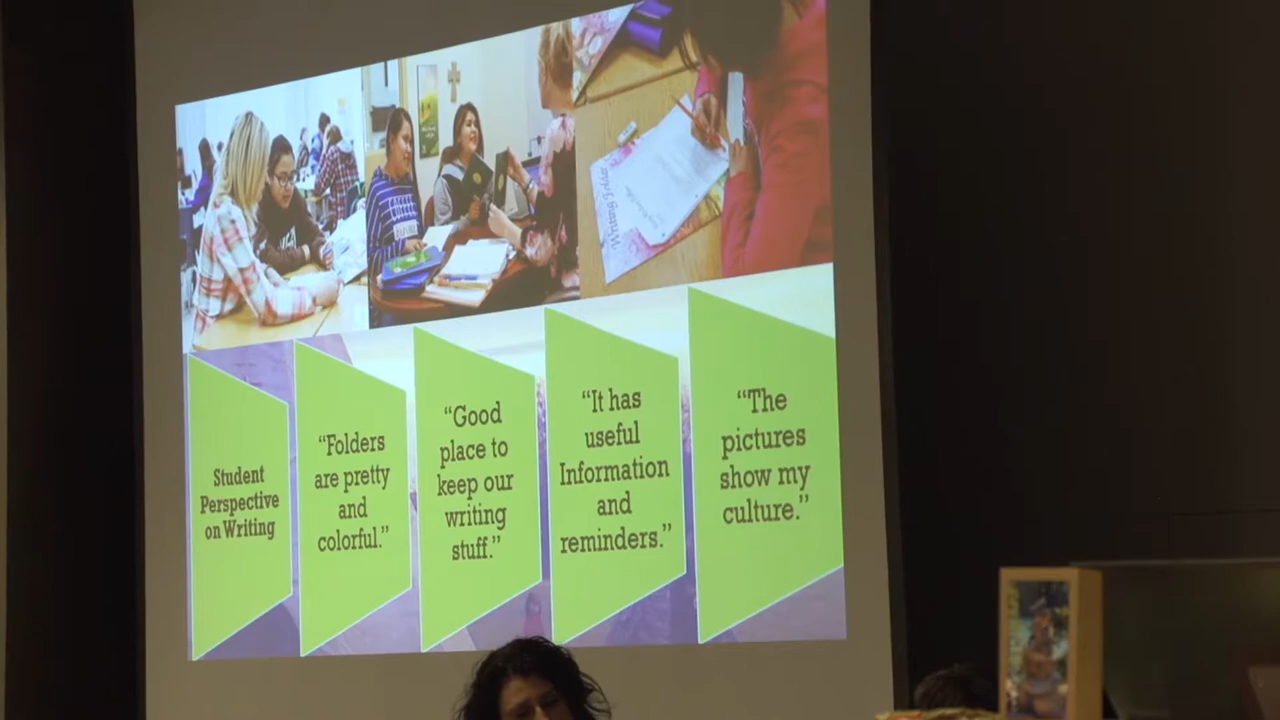 Writing Folder
Student
Perspective
on Writing
“Folders
are pretty
and
colorful.”
“Good
place to
keep our
writing
stuff.”
“It has
useful
Information
and
reminders.”
“The
pictures
show my
culture.”